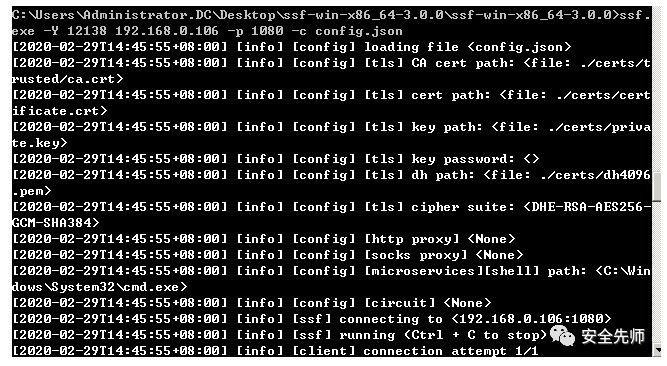 C:\Users\Administrator.DC\Desktop\ssf-win-x86_64-3.0.0\ssf-win-x86_64-3.0.0>ssf.
exe -Y 12138 192.168.0.106 -p 1080 -c config.json
[2020-02-29T14:45:55+08:00] [info] [config] loading file <config.json>
[2020-02-29T14:45:55+08:00] [info] [config] [tls] CA cert path: <file: ./certs/t
rusted/ca.crt>
[2020-02-29T14:45:55+08:00] [info] [config] [tls] cert path: <file: ./certs/cert
ificate.crt>
[2020-02-29T14:45:55+08:00] [info] [config] [tls] key path: <file: ./certs/priva
te.key>
[2020-02-29T14:45:55+08:00] [info] [config] [tls] key password: <>
[2020-02-29T14:45:55+08:00] [info] [config] [tls] dh path: <file: ./certs/dh4096
.pem>
[2020-02-29T14:45:55+08:00] [info] [config] [tls] cipher suite: <DHE-RSA-AES256-
GCM-SHA384>
[2020-02-29T14:45:55+08:00] [info] [config] [http proxy] <None>
[2020-02-29T14:45:55+08:00] [info] [config] [socks proxy] <None>
[2020-02-29T14:45:55+08:00] [info] [config] [microservices][shell] path: <C:\Win
dows\System32\cmd.exe>
[2020-02-29T14:45:55+08:00] [info] [config] [circuit] <None>
[2020-02-29T14:45:55+08:00] [info] [ssf] connecting to <192.168.0.106:1080>
[2020-02-29T14:45:55+08:00] [info] [ssf] running <Ctrl + C to stop>
安全先师
[2020-02-29T14:45:55+08:00] [info] [client] connection attempt 1/1